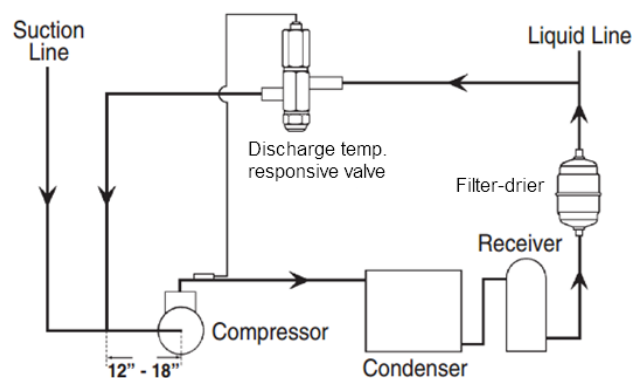 Suction
Line
Liquid Line
Discharge temp.
responsive valve
Filter-drier
Receiver
Compressor
Condenser
12” - 18”